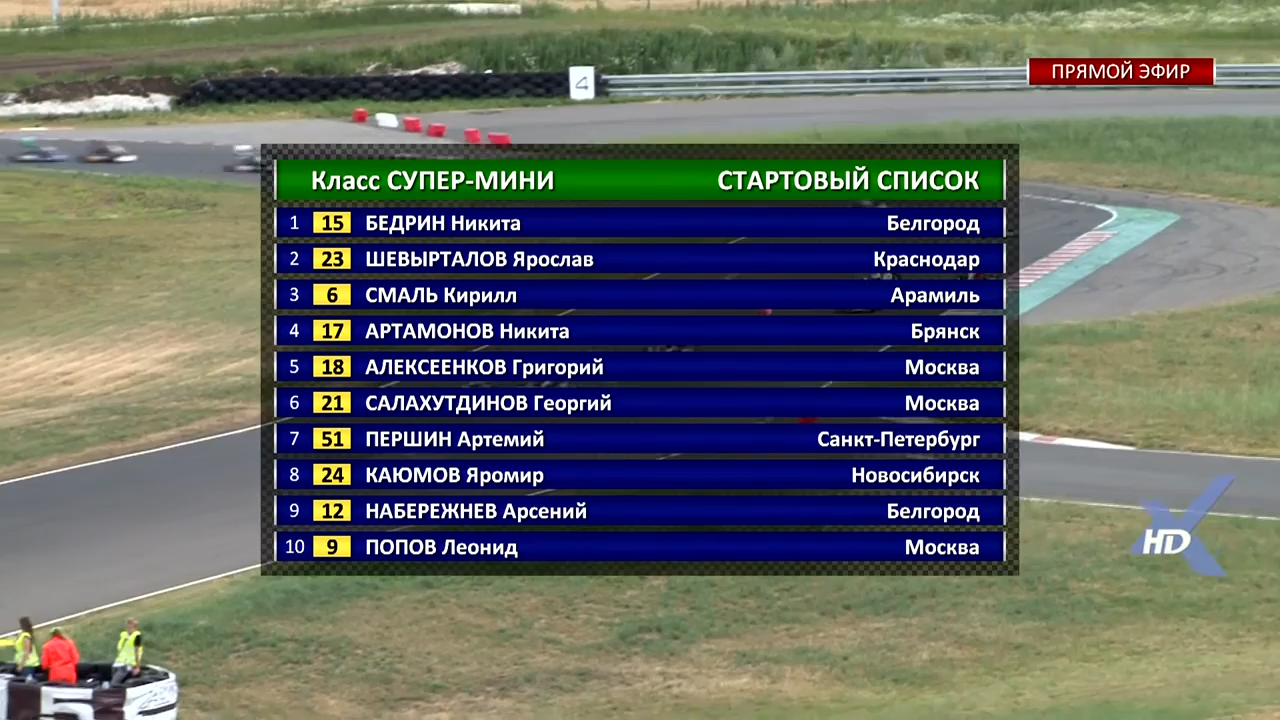 4
ПРЯМОЙ ЭФИР
Класс СУПЕР-МИНИ СТАРТОВЫЙ СПИСОК
1 15 БЕДРИН Никита Белгород
2 23 ШЕВЫРТАЛОВ Ярослав Краснодар
3 6 СМАЛЬ Кирилл Арамиль
4 17 АРТАМОНОВ Никита Брянск
5 18 АЛЕКСЕЕНКОВ Григорий Москва
6 21 САЛАХУТДИНОВ Георгий Москва
7 51 ПЕРШИН Артемий Санкт-Петербург
8 24 КАЮМОВ Яромир Новосибирск
9 12 НАБЕРЕЖНЕВ Арсений Белгород
10 9 ПОПОВ Леонид Москва
X HD
5